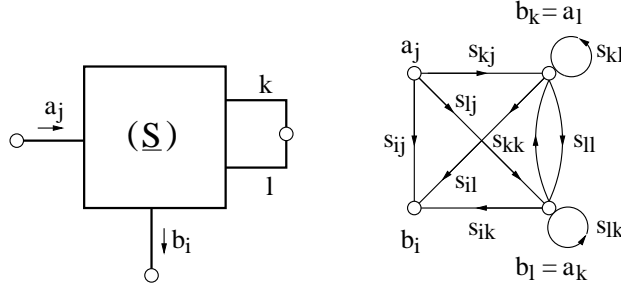 a_j
(S)
k
l
b_i
b_k = a_l
a_j
s_kj
s_kl
s_lj
s_ij
s_kk
s_ll
s_il
s_ik
s_lk
b_i
b_l = a_k